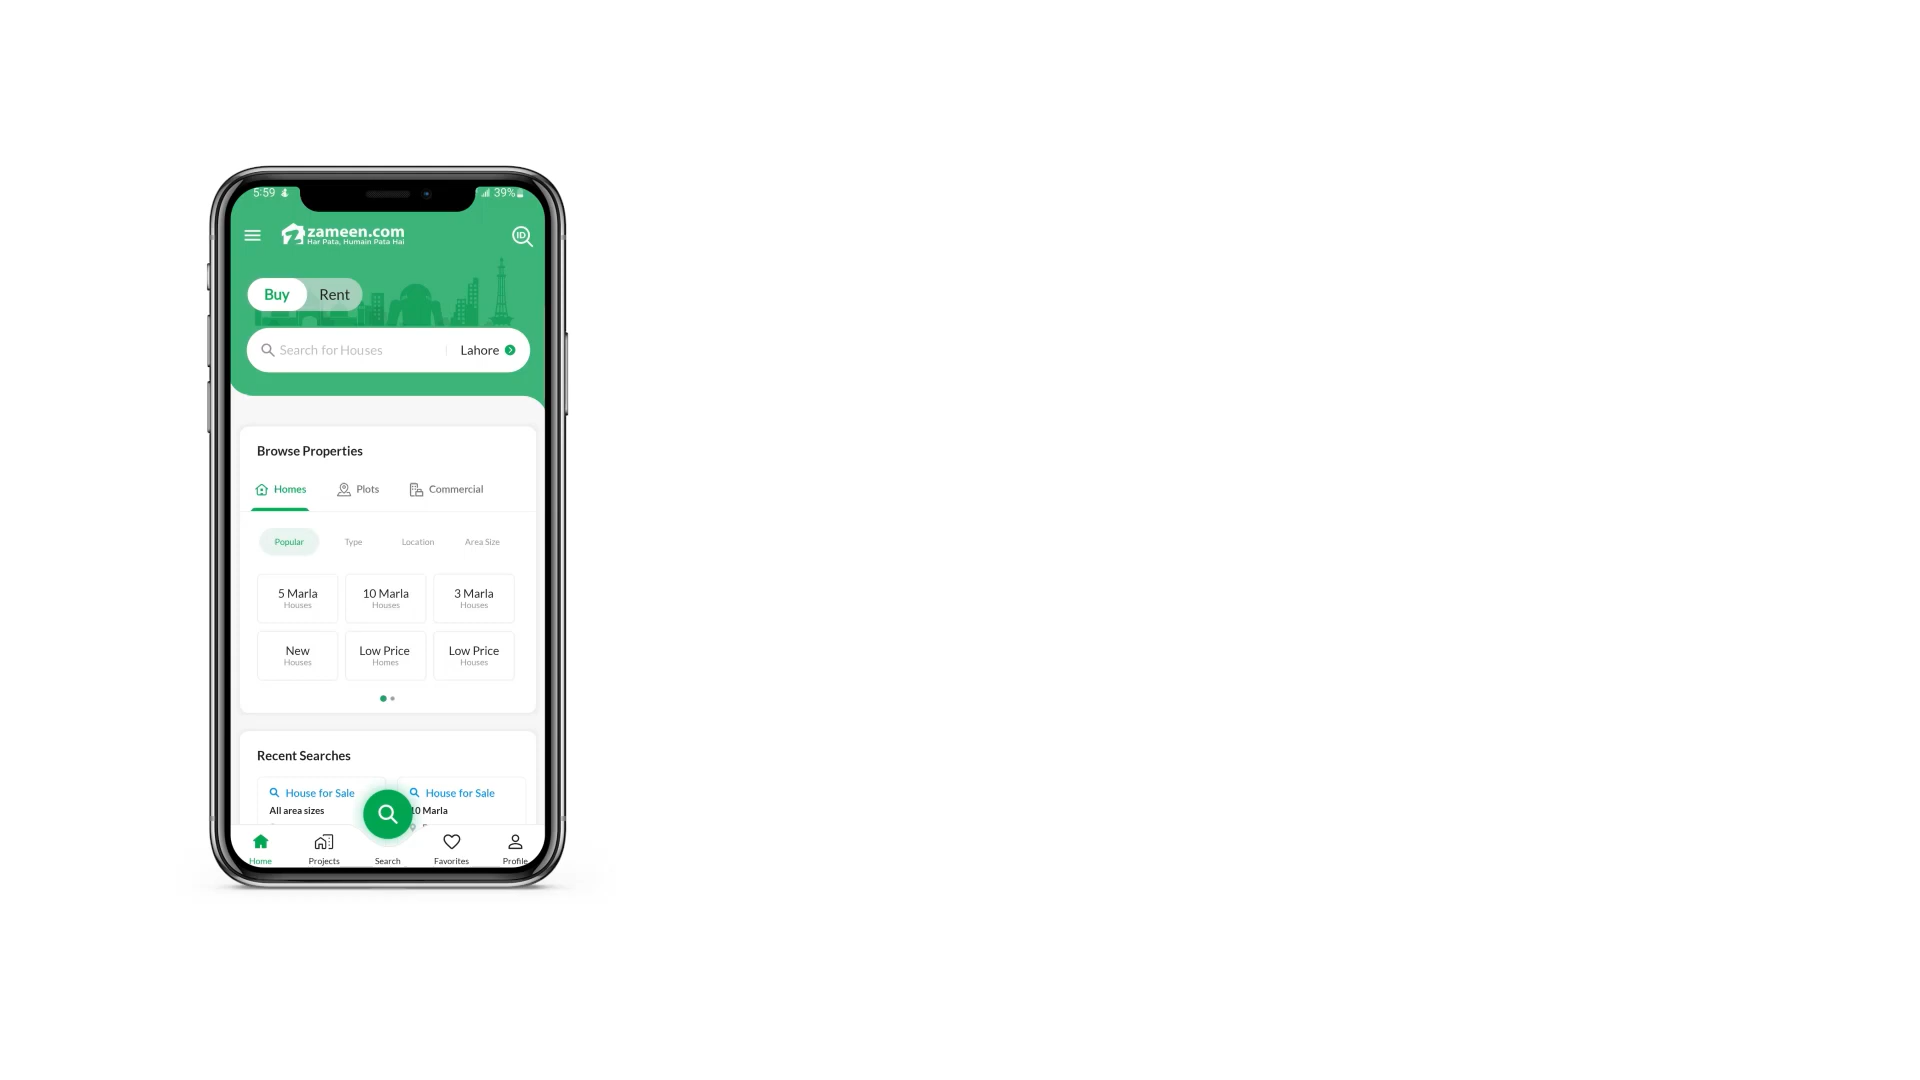 5:59
39%
zameen.com
Har Pata, Humain Pata Hai
ID
Buy Rent
Search for Houses Lahore
Browse Properties
Homes Plots Commercial
Popular Type Location Area Size
5 Marla 10 Marla 3 Marla
Houses Houses Houses
New Low Price Low Price
Houses Homes Houses
Recent Searches
House for Sale House for Sale
All area sizes 10 Marla
Home Projects Search Favorites Profile